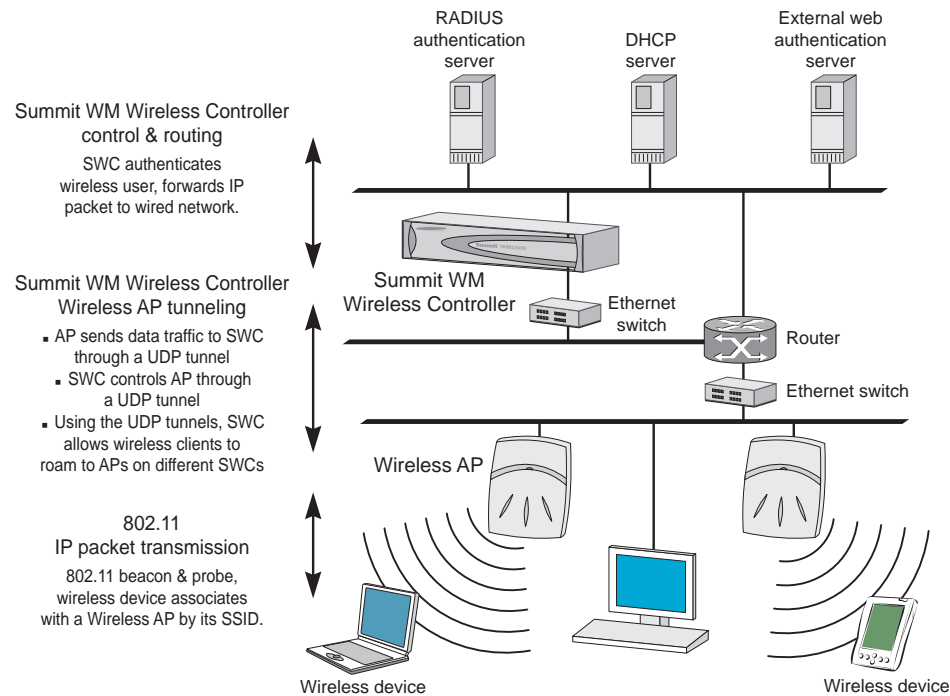 RADIUS
authentication
server
DHCP
server
External web
authentication
server
Summit WM Wireless Controller
control & routing
SWC authenticates
wireless user, forwards IP
packet to wired network.
Summit WM
Wireless Controller
Ethernet
switch
Router
Ethernet switch
Summit WM Wireless Controller
Wireless AP tunneling
▪ AP sends data traffic to SWC
through a UDP tunnel
▪ SWC controls AP through
a UDP tunnel
▪ Using the UDP tunnels, SWC
allows wireless clients to
roam to APs on different SWCs
Wireless AP
802.11
IP packet transmission
802.11 beacon & probe,
wireless device associates
with a Wireless AP by its SSID.
Wireless device
Wireless device